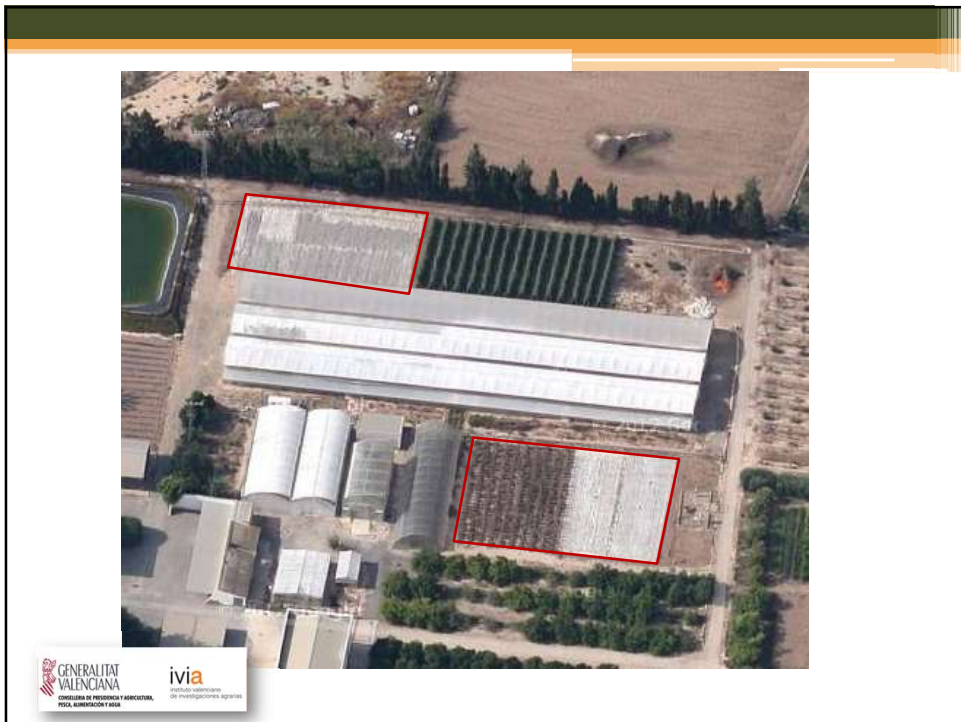 GENERALITAT
VALENCIANA
CONSELLERIA DE PRESIDENCIA Y AGRICULTURA,
PESCA, ALIMENTACIÓN Y AGUA
ivia
instituto valenciano
de investigaciones agrarias